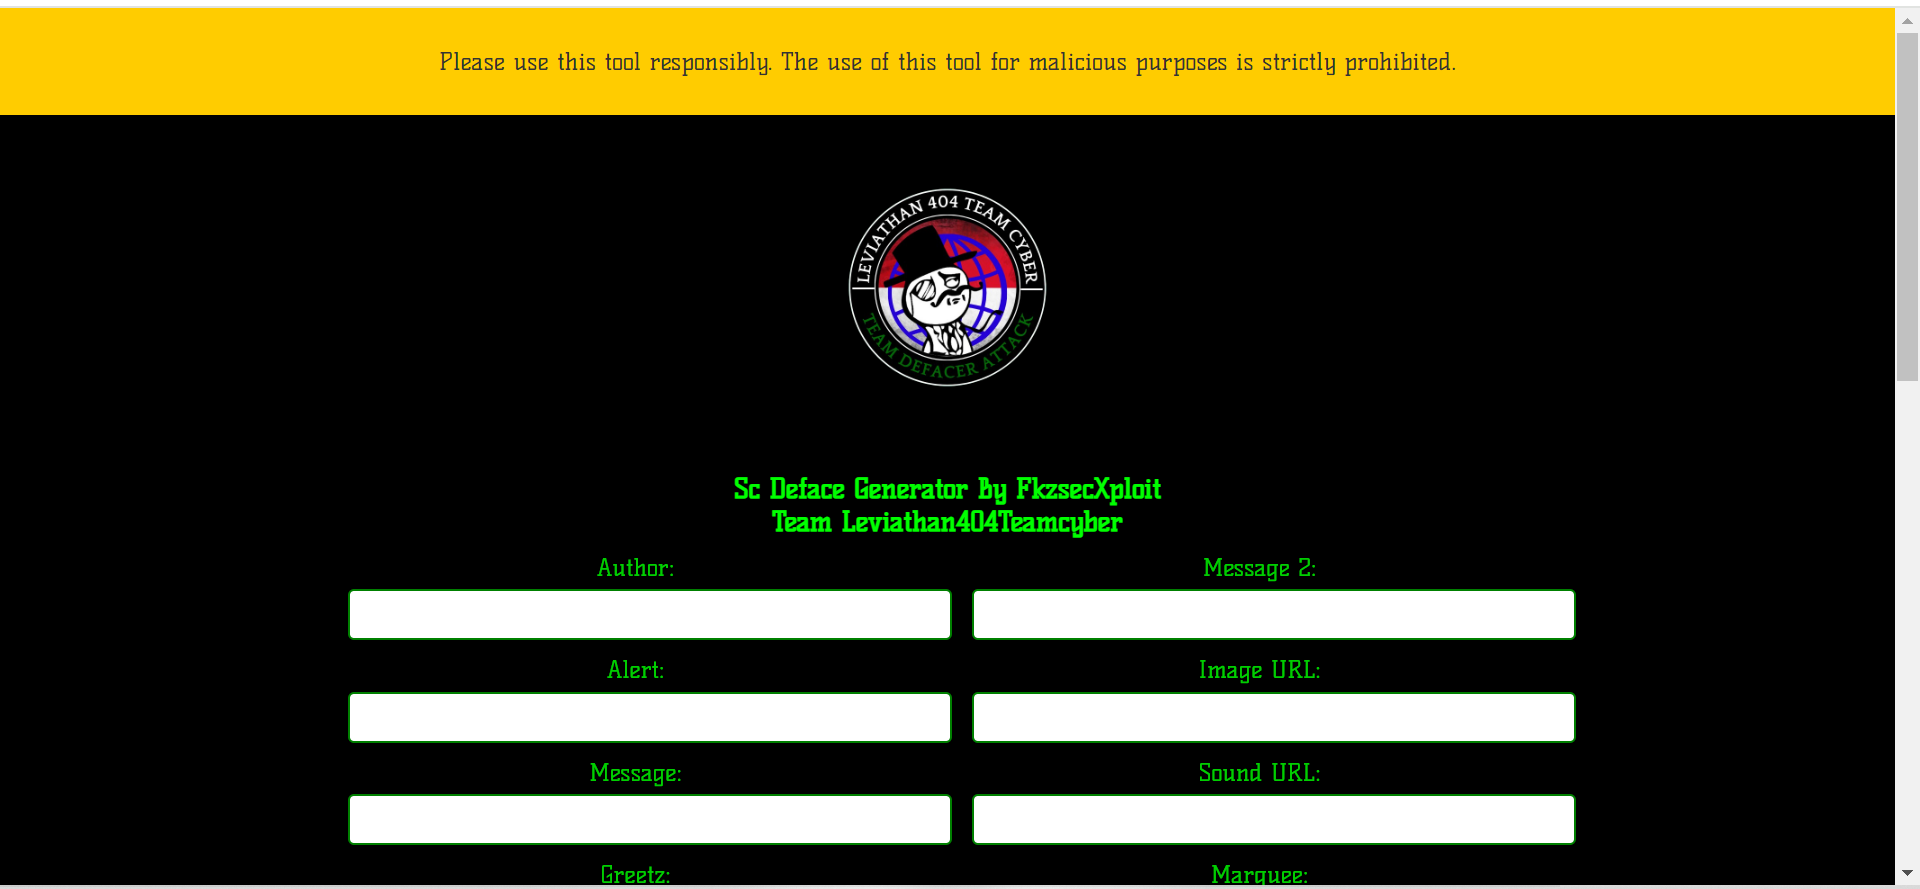 Please use this tool responsibly. The use of this tool for malicious purposes is strictly prohibited.
LEVIATHAN 404 TEAM CYBER
TEAM DEFACER ATTACK
Sc Deface Generator By FkzsecXploit
Team Leviathan404Teamcyber
Author:
Message 2:
Alert:
Image URL:
Message:
Sound URL:
Greetz:
Marquee: